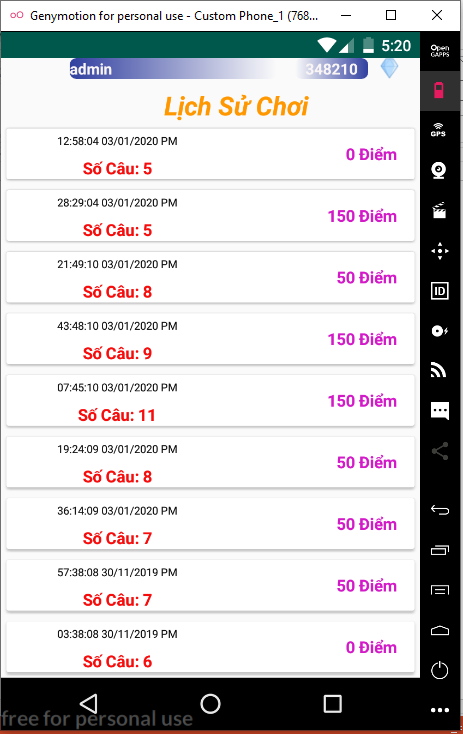 Genymotion for personal use - Custom Phone_1 (768...
5:20
Open
GAPPS
admin
348210
Lịch Sử Chơi
GPS
12:58:04 03/01/2020 PM
0 Điểm
Số Câu: 5
28:29:04 03/01/2020 PM
150 Điểm
Số Câu: 5
21:49:10 03/01/2020 PM
50 Điểm
Số Câu: 8
ID
43:48:10 03/01/2020 PM
150 Điểm
Số Câu: 9
07:45:10 03/01/2020 PM
150 Điểm
Số Câu: 11
19:24:09 03/01/2020 PM
50 Điểm
Số Câu: 8
36:14:09 03/01/2020 PM
50 Điểm
Số Câu: 7
57:38:08 30/11/2019 PM
50 Điểm
Số Câu: 7
03:38:08 30/11/2019 PM
0 Điểm
Số Câu: 6
free for personal use